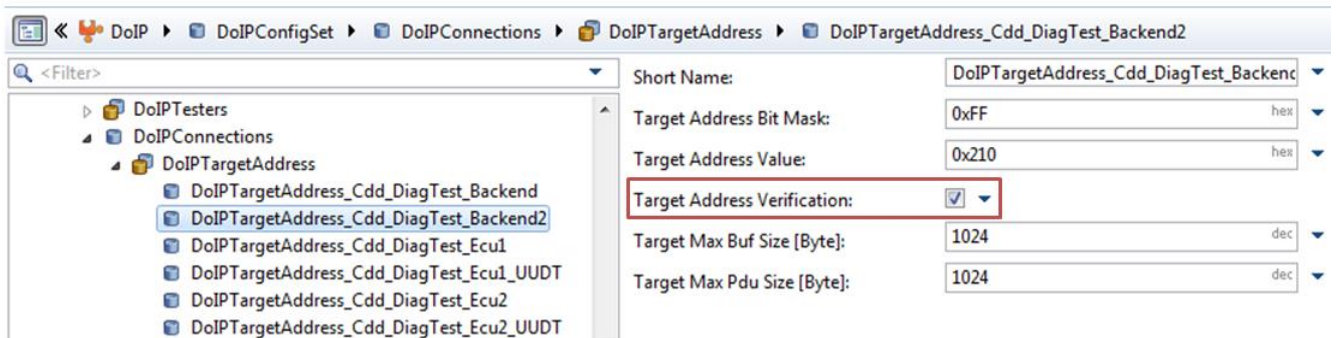 « DoIP ▸ DoIPConfigSet ▸ DoIPConnections ▸ DoIPTargetAddress ▸ DoIPTargetAddress_Cdd_DiagTest_Backend2
<Filter>
DoIPTesters
DoIPConnections
DoIPTargetAddress
DoIPTargetAddress_Cdd_DiagTest_Backend
DoIPTargetAddress_Cdd_DiagTest_Backend2
DoIPTargetAddress_Cdd_DiagTest_Ecu1
DoIPTargetAddress_Cdd_DiagTest_Ecu1_UUDT
DoIPTargetAddress_Cdd_DiagTest_Ecu2
DoIPTargetAddress_Cdd_DiagTest_Ecu2_UUDT
Short Name: DoIPTargetAddress_Cdd_DiagTest_Backenc
Target Address Bit Mask: 0xFF hex
Target Address Value: 0x210 hex
Target Address Verification:
Target Max Buf Size [Byte]: 1024 dec
Target Max Pdu Size [Byte]: 1024 dec